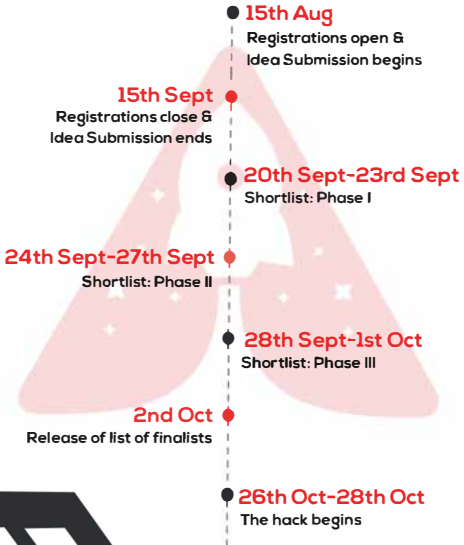 15th Aug
Registrations open &
Idea Submission begins
15th Sept
Registrations close &
Idea Submission ends
20th Sept-23rd Sept
Shortlist: Phase I
24th Sept-27th Sept
Shortlist: Phase II
28th Sept-1st Oct
Shortlist: Phase III
2nd Oct
Release of list of finalists
26th Oct-28th Oct
The hack begins